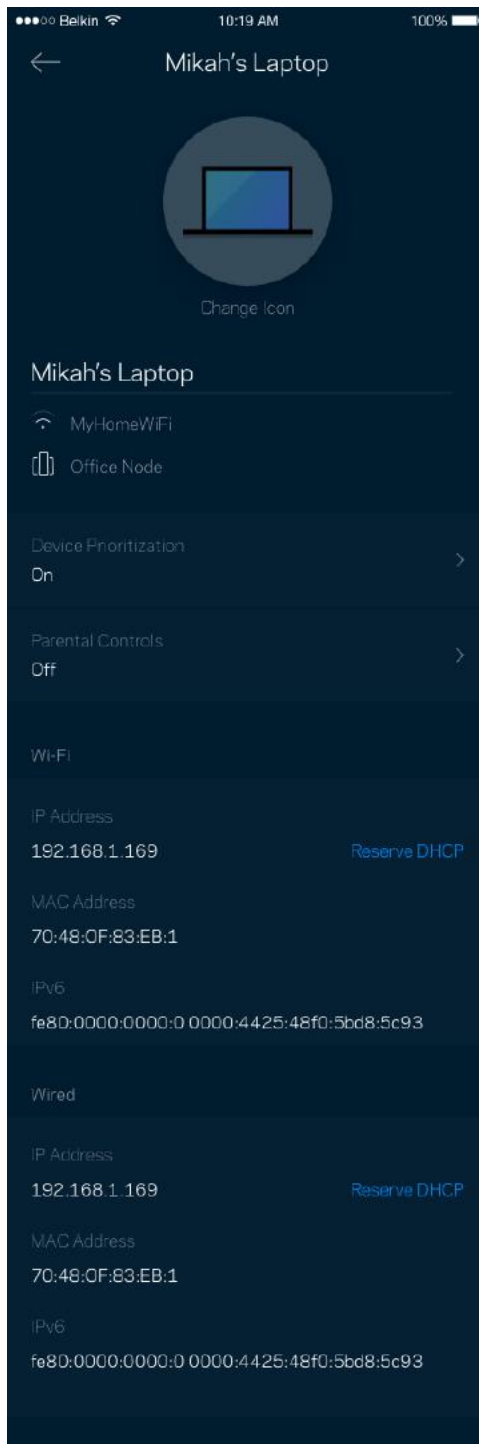 Belkin 10:19 AM 100%
Mikah's Laptop
Change Icon
Mikah's Laptop
MyHomeWiFi
Office Node
Device Prioritization
On
Parental Controls
Off
Wi-Fi
IP Address
192.168.1.169 Reserve DHCP
MAC Address
70:48:0F:83:EB:1
IPv6
fe80:0000:0000:0 0000:4425:48f0:5bd8:5c93
Wired
IP Address
192.168.1.169 Reserve DHCP
MAC Address
70:48:0F:83:EB:1
IPv6
fe80:0000:0000:0 0000:4425:48f0:5bd8:5c93